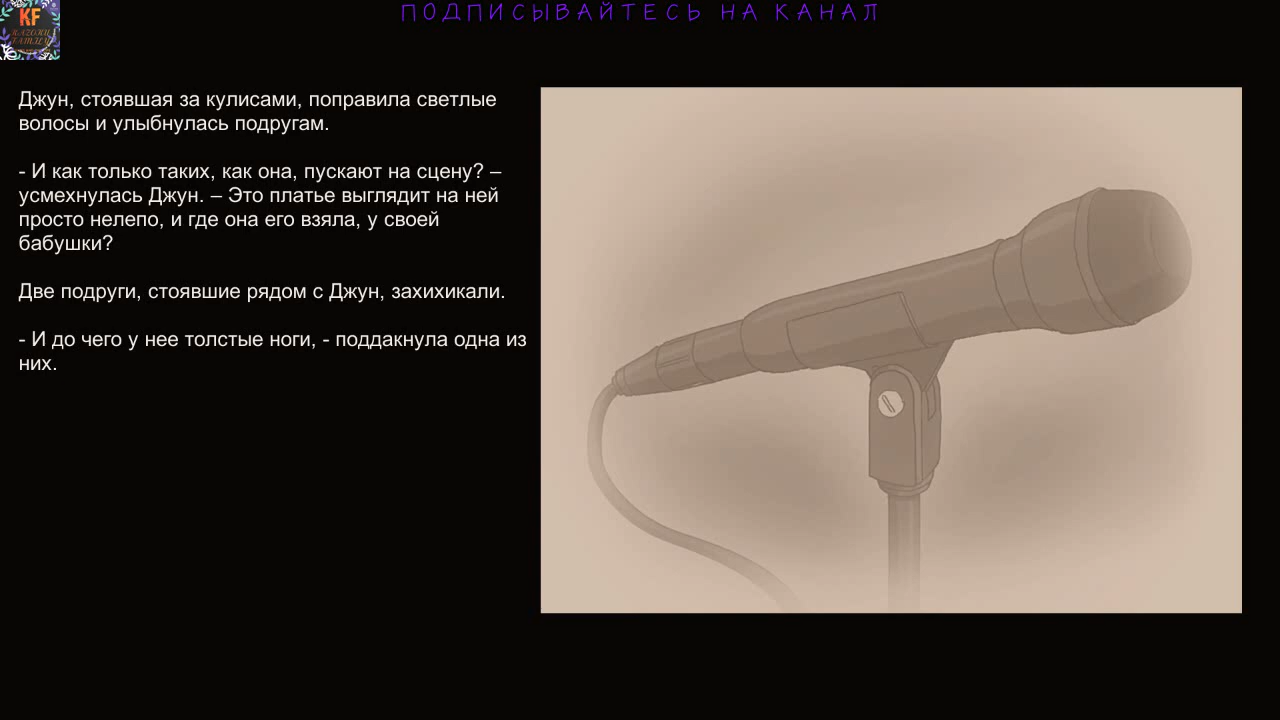 ПОДПИСЫВАЙТЕСЬ НА КАНАЛ
KF
Джун, стоявшая за кулисами, поправила светлые
волосы и улыбнулась подругам.
- И как только таких, как она, пускают на сцену? –
усмехнулась Джун. – Это платье выглядит на ней
просто нелепо, и где она его взяла, у своей
бабушки?
Две подруги, стоявшие рядом с Джун, захихикали.
- И до чего у нее толстые ноги, - поддакнула одна из
них.